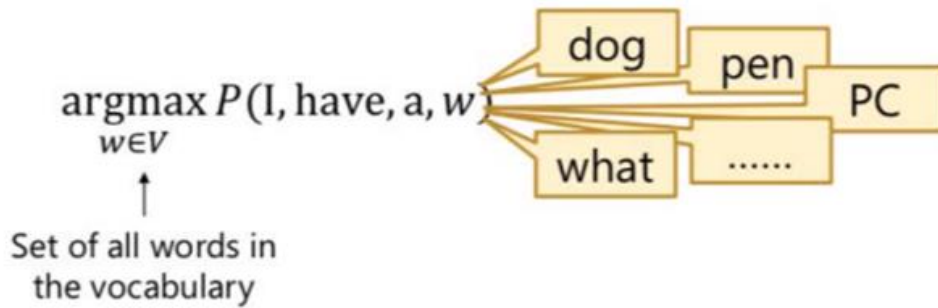 dog
pen
PC
argmax P(I, have, a, w)
w∈V
what
......
Set of all words in
the vocabulary